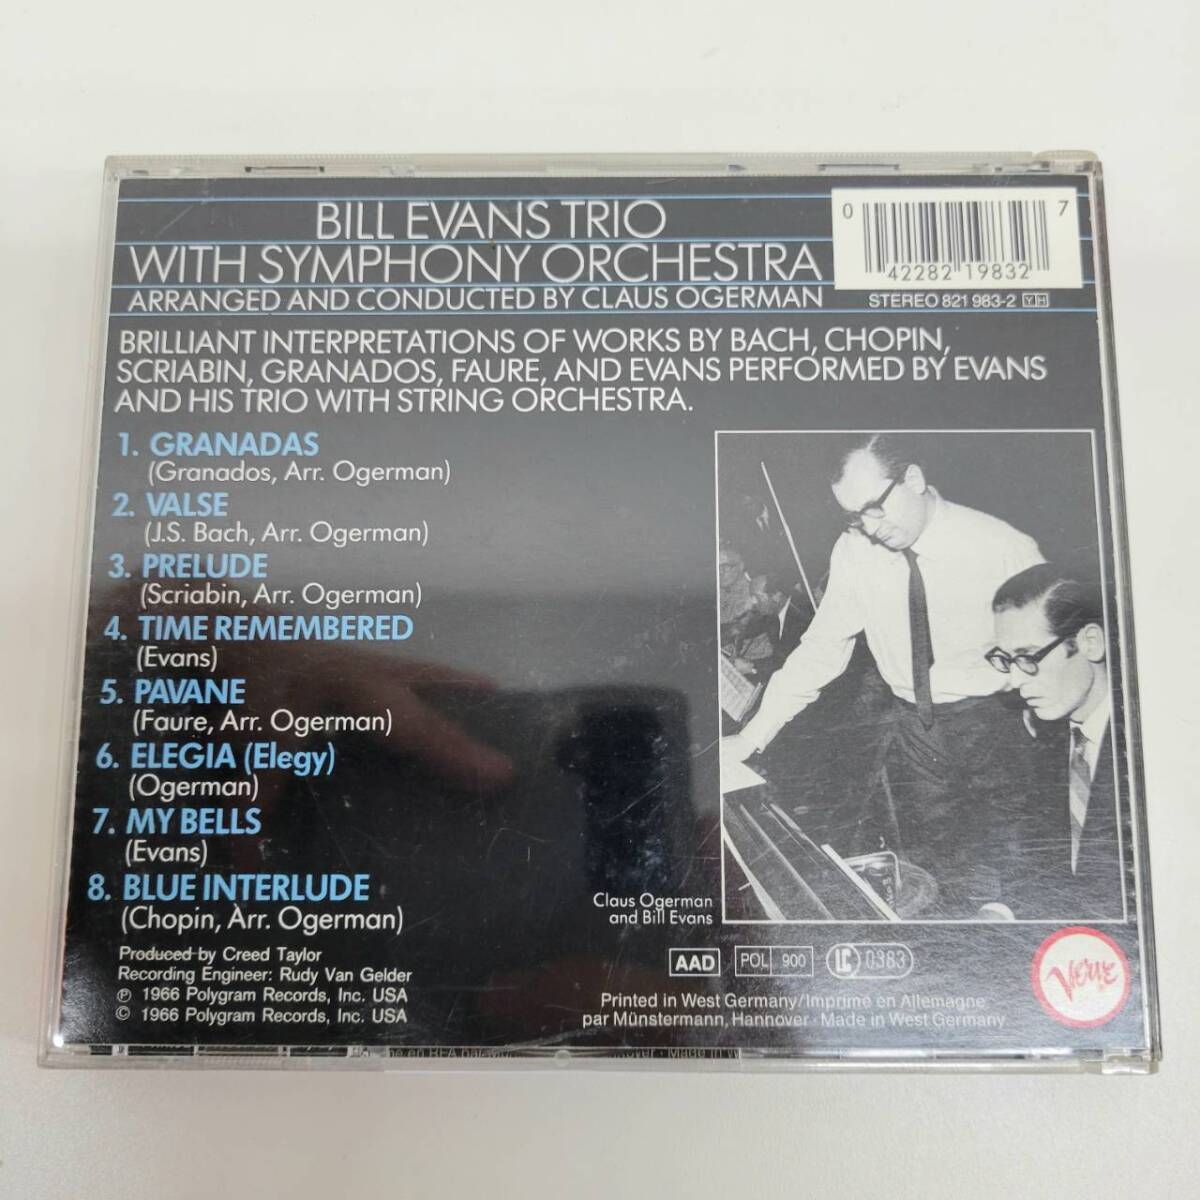 BILL EVANS TRIO
WITH SYMPHONY ORCHESTRA
ARRANGED AND CONDUCTED BY CLAUS OGERMAN
0 42282 19832 7
STEREO 821 983-2 YH
BRILLIANT INTERPRETATIONS OF WORKS BY BACH, CHOPIN,
SCRIABIN, GRANADOS, FAURE, AND EVANS PERFORMED BY EVANS
AND HIS TRIO WITH STRING ORCHESTRA.
1. GRANADAS
(Granados, Arr. Ogerman)
2. VALSE
(J.S. Bach, Arr. Ogerman)
3. PRELUDE
(Scriabin, Arr. Ogerman)
4. TIME REMEMBERED
(Evans)
5. PAVANE
(Faure, Arr. Ogerman)
6. ELEGIA (Elegy)
(Ogerman)
7. MY BELLS
(Evans)
8. BLUE INTERLUDE
(Chopin, Arr. Ogerman)
Claus Ogerman
and Bill Evans
Produced by Creed Taylor
Recording Engineer: Rudy Van Gelder
℗ 1966 Polygram Records, Inc. USA
© 1966 Polygram Records, Inc. USA
AAD POL 900 LC 0383
Printed in West Germany/Imprimé en Allemagne
par Münstermann, Hannover · Made in West Germany
Verve